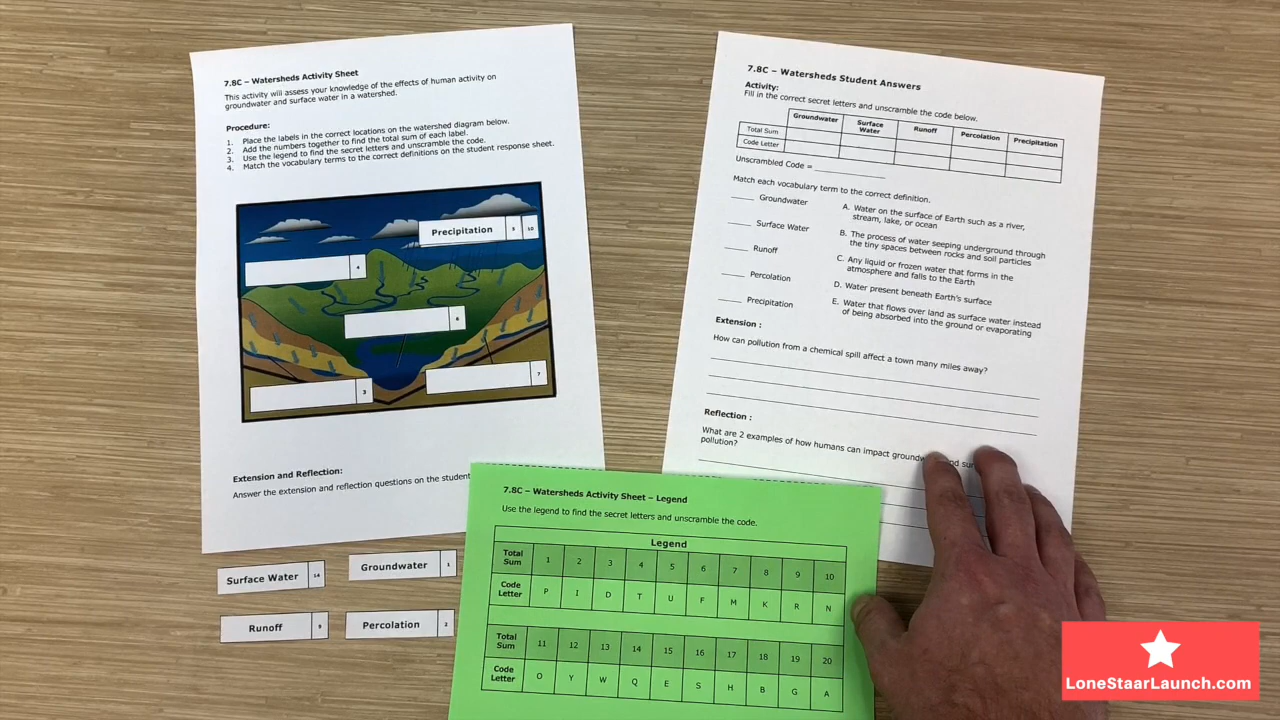 7.8C – Watersheds Activity Sheet
This activity will assess your knowledge of the effects of human activity on
groundwater and surface water in a watershed.
Procedure:
1. Place the labels in the correct locations on the watershed diagram below.
2. Add the numbers together to find the total sum of each label.
3. Use the legend to find the secret letters and unscramble the code.
4. Match the vocabulary terms to the correct definitions on the student response sheet.
Precipitation 10
4
6
3
7
Extension and Reflection:
Answer the extension and reflection questions on the student
Surface Water 14
Groundwater 1
Runoff
Percolation 2
7.8C – Watersheds Student Answers
Activity:
Fill in the correct secret letters and unscramble the code below.
Groundwater Surface Water Runoff Percolation Precipitation
Total Sum
Code Letter
Unscrambled Code =
Match each vocabulary term to the correct definition.
Groundwater
Surface Water
Runoff
Percolation
Precipitation
A. Water on the surface of Earth such as a river,
stream, lake, or ocean
B. The process of water seeping underground through
the tiny spaces between rocks and soil particles
C. Any liquid or frozen water that forms in the
atmosphere and falls to the Earth
D. Water present beneath Earth's surface
E. Water that flows over land as surface water instead
of being absorbed into the ground or evaporating
Extension :
How can pollution from a chemical spill affect a town many miles away?
Reflection :
What are 2 examples of how humans can impact and
pollution?
7.8C – Watersheds Activity Sheet – Legend
Use the legend to find the secret letters and unscramble the code.
Legend
Total Sum 1 2 3 4 5 6 7 8 9 10
Code Letter P I D T U F M K R N
Total Sum 11 12 13 14 15 16 17 18 19 20
Code Letter O Y W Q E S H B G A
LoneStaarLaunch.com